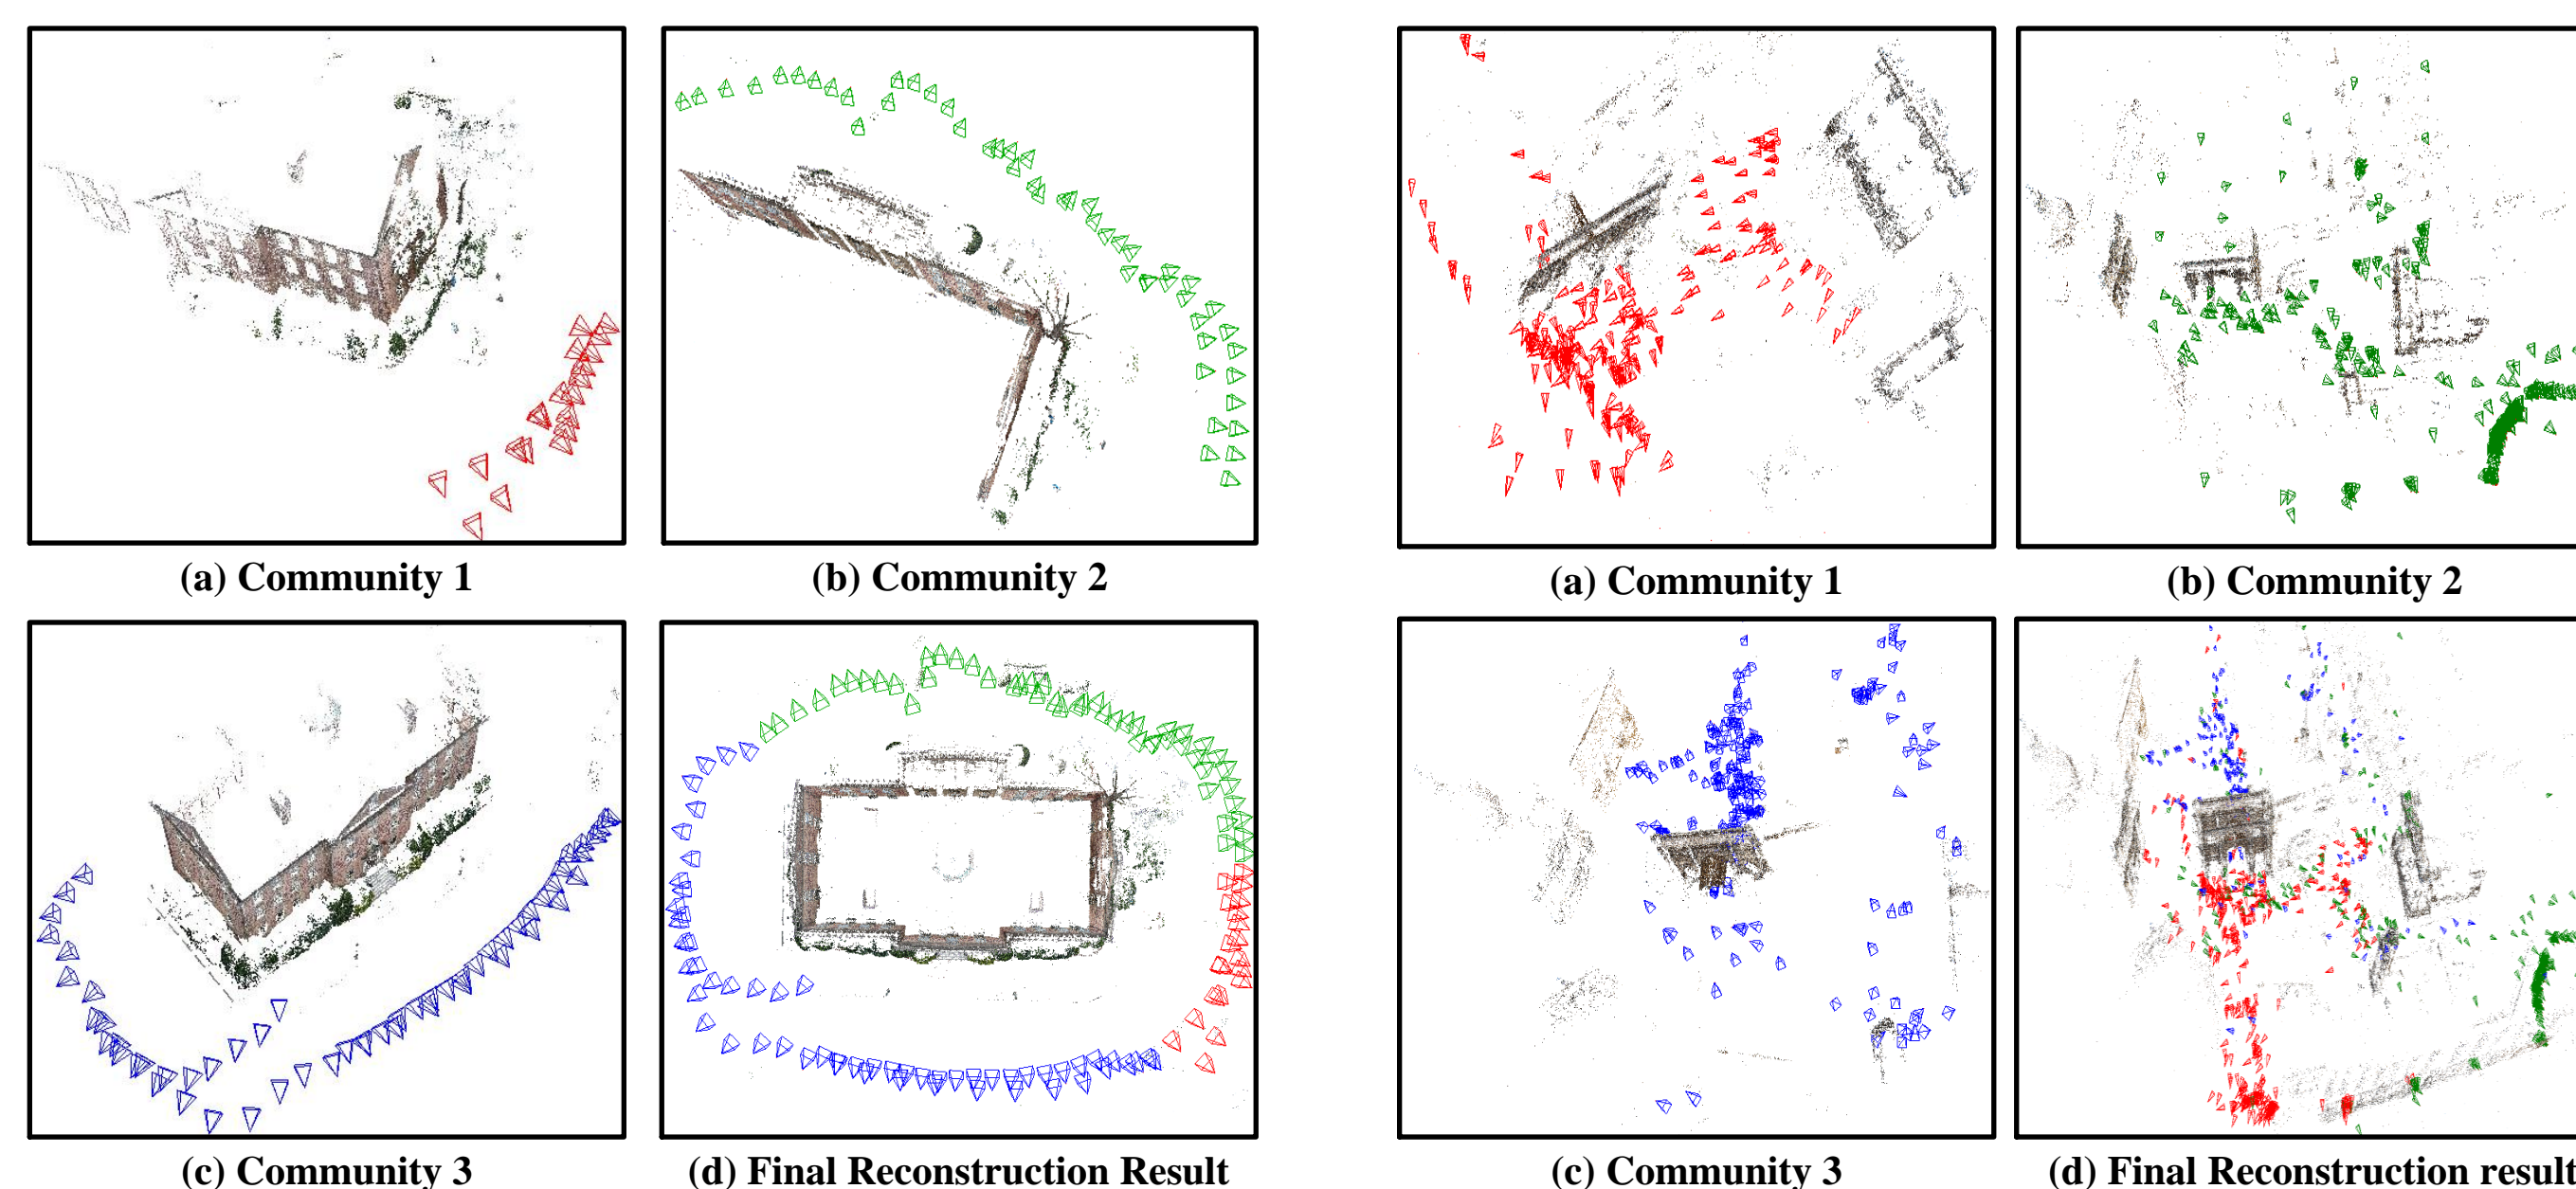 (a) Community 1
(b) Community 2
(c) Community 3
(d) Final Reconstruction Result
(a) Community 1
(b) Community 2
(c) Community 3
(d) Final Reconstruction result